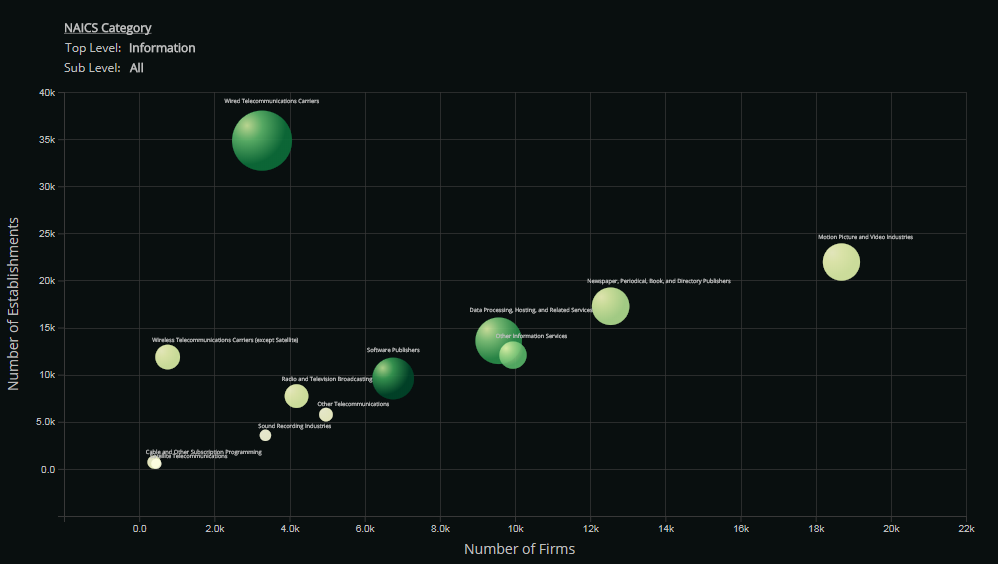 NAICS Category
Top Level: Information
Sub Level: All
40k
35k
30k
25k
20k
15k
10k
5.0k
0.0
Number of Establishments
Wired Telecommunications Carriers
Motion Picture and Video Industries
Newspaper, Periodical, Book, and Directory Publishers
Data Processing, Hosting, and Related Services
Other Information Services
Wireless Telecommunications Carriers (except Satellite)
Software Publishers
Radio and Television Broadcasting
Other Telecommunications
Sound Recording Industries
Cable and Other Subscription Programming
Satellite Telecommunications
0.0 2.0k 4.0k 6.0k 8.0k 10k 12k 14k 16k 18k 20k 22k
Number of Firms